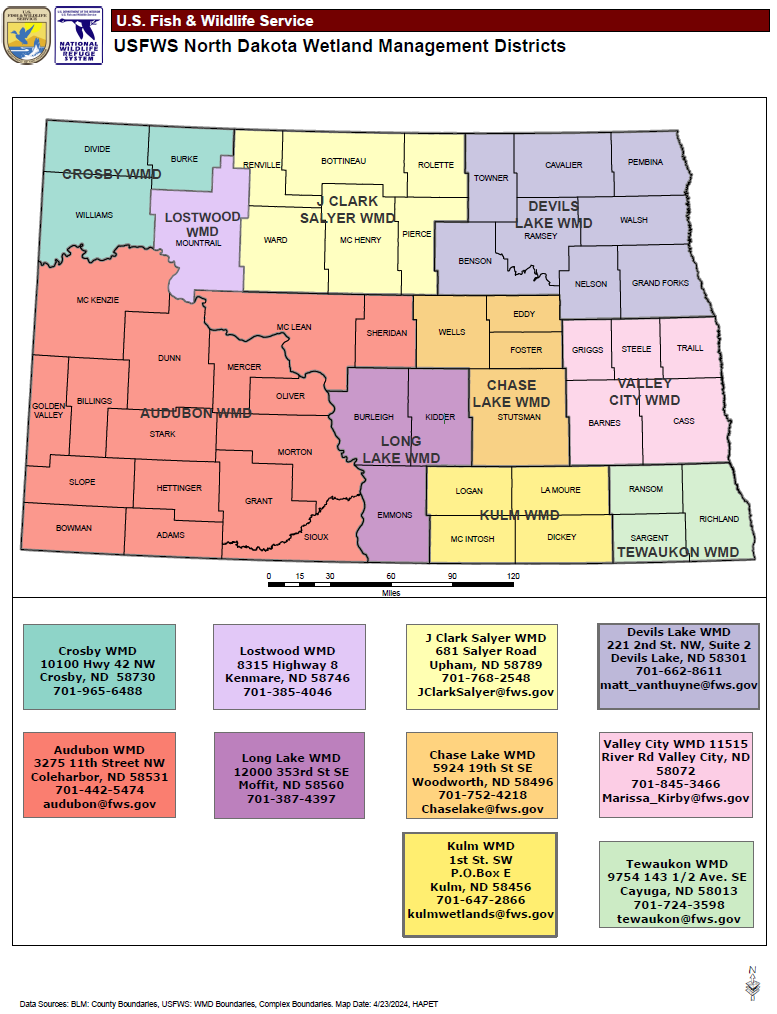 U.S.
FISH & WILDLIFE
SERVICE
NATIONAL
WILDLIFE
REFUGE
SYSTEM
U.S. Fish & Wildlife Service
USFWS North Dakota Wetland Management Districts
DIVIDE
BURKE
CROSBY WMD
WILLIAMS
RENVILLE
BOTTINEAU
ROLETTE
TOWNER
CAVALIER
PEMBINA
LOSTWOOD
WMD
MOUNTRAIL
J CLARK
SALYER WMD
WARD
MC HENRY
PIERCE
DEVILS
LAKE WMD
RAMSEY
WALSH
BENSON
NELSON
GRAND FORKS
MC KENZIE
MC LEAN
SHERIDAN
WELLS
EDDY
FOSTER
GRIGGS
STEELE
TRAILL
DUNN
MERCER
OLIVER
GOLDEN
VALLEY
BILLINGS
AUDUBON WMD
STARK
MORTON
BURLEIGH
KIDDER
LONG
LAKE WMD
CHASE
LAKE WMD
STUTSMAN
VALLEY
CITY WMD
BARNES
CASS
SLOPE
HETTINGER
GRANT
BOWMAN
ADAMS
SIOUX
EMMONS
LOGAN
LA MOURE
KULM WMD
MC INTOSH
DICKEY
RANSOM
RICHLAND
SARGENT
TEWAUKON WMD
0 15 30 60 90 120
Miles
Crosby WMD
10100 Hwy 42 NW
Crosby, ND 58730
701-965-6488
Lostwood WMD
8315 Highway 8
Kenmare, ND 58746
701-385-4046
J Clark Salyer WMD
681 Salyer Road
Upham, ND 58789
701-768-2548
JClarkSalyer@fws.gov
Devils Lake WMD
221 2nd St. NW, Suite 2
Devils Lake, ND 58301
701-662-8611
matt_vanthuyne@fws.gov
Audubon WMD
3275 11th Street NW
Coleharbor, ND 58531
701-442-5474
audubon@fws.gov
Long Lake WMD
12000 353rd St SE
Moffit, ND 58560
701-387-4397
Chase Lake WMD
5924 19th St SE
Woodworth, ND 58496
701-752-4218
Chaselake@fws.gov
Valley City WMD 11515
River Rd Valley City, ND
58072
701-845-3466
Marissa_Kirby@fws.gov
Kulm WMD
1st St. SW
P.O.Box E
Kulm, ND 58456
701-647-2866
kulmwetlands@fws.gov
Tewaukon WMD
9754 143 1/2 Ave. SE
Cayuga, ND 58013
701-724-3598
tewaukon@fws.gov
N
Data Sources: BLM: County Boundaries, USFWS: WMD Boundaries, Complex Boundaries. Map Date: 4/23/2024, HAPET